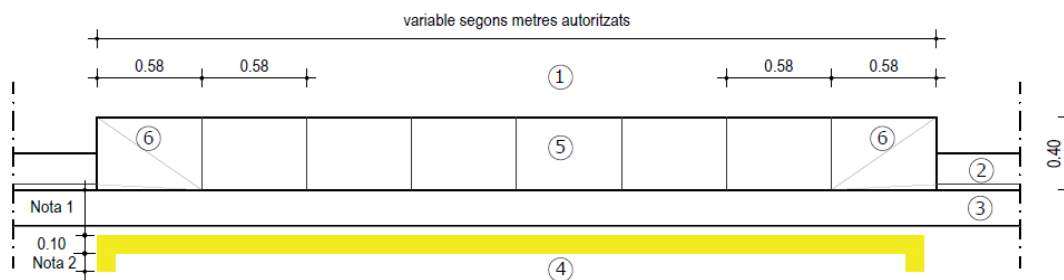 variable segons metres autoritzats
0.58 0.58 1 0.58 0.58
6 5 6
0.40
2
Nota 1 3
0.10
Nota 2 4